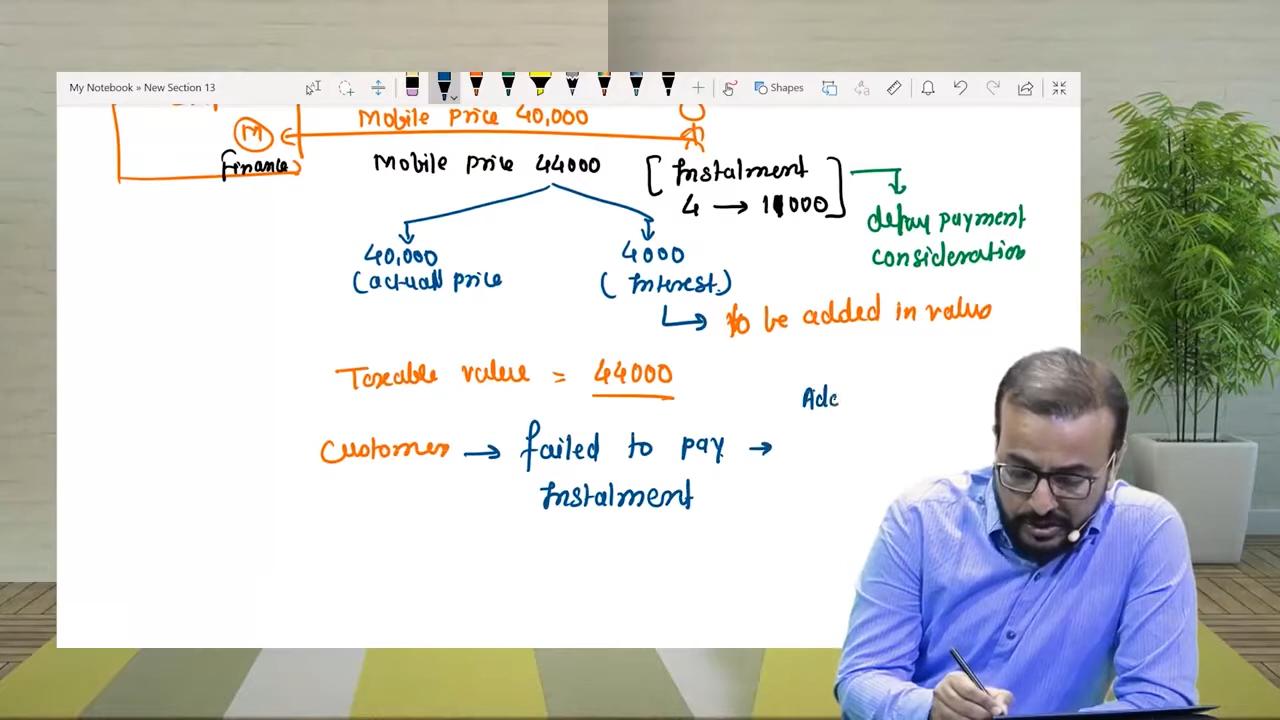 My Notebook » New Section 13
Shapes
Mobile price 40,000
M
Finance
Mobile price 44000
[ Instalment
4 → 11000 ]
delay payment
consideration
40,000
(actual price
4000
( Interest.)
to be added in value
Taxable value = 44000
Adc
Customer → failed to pay →
Instalment